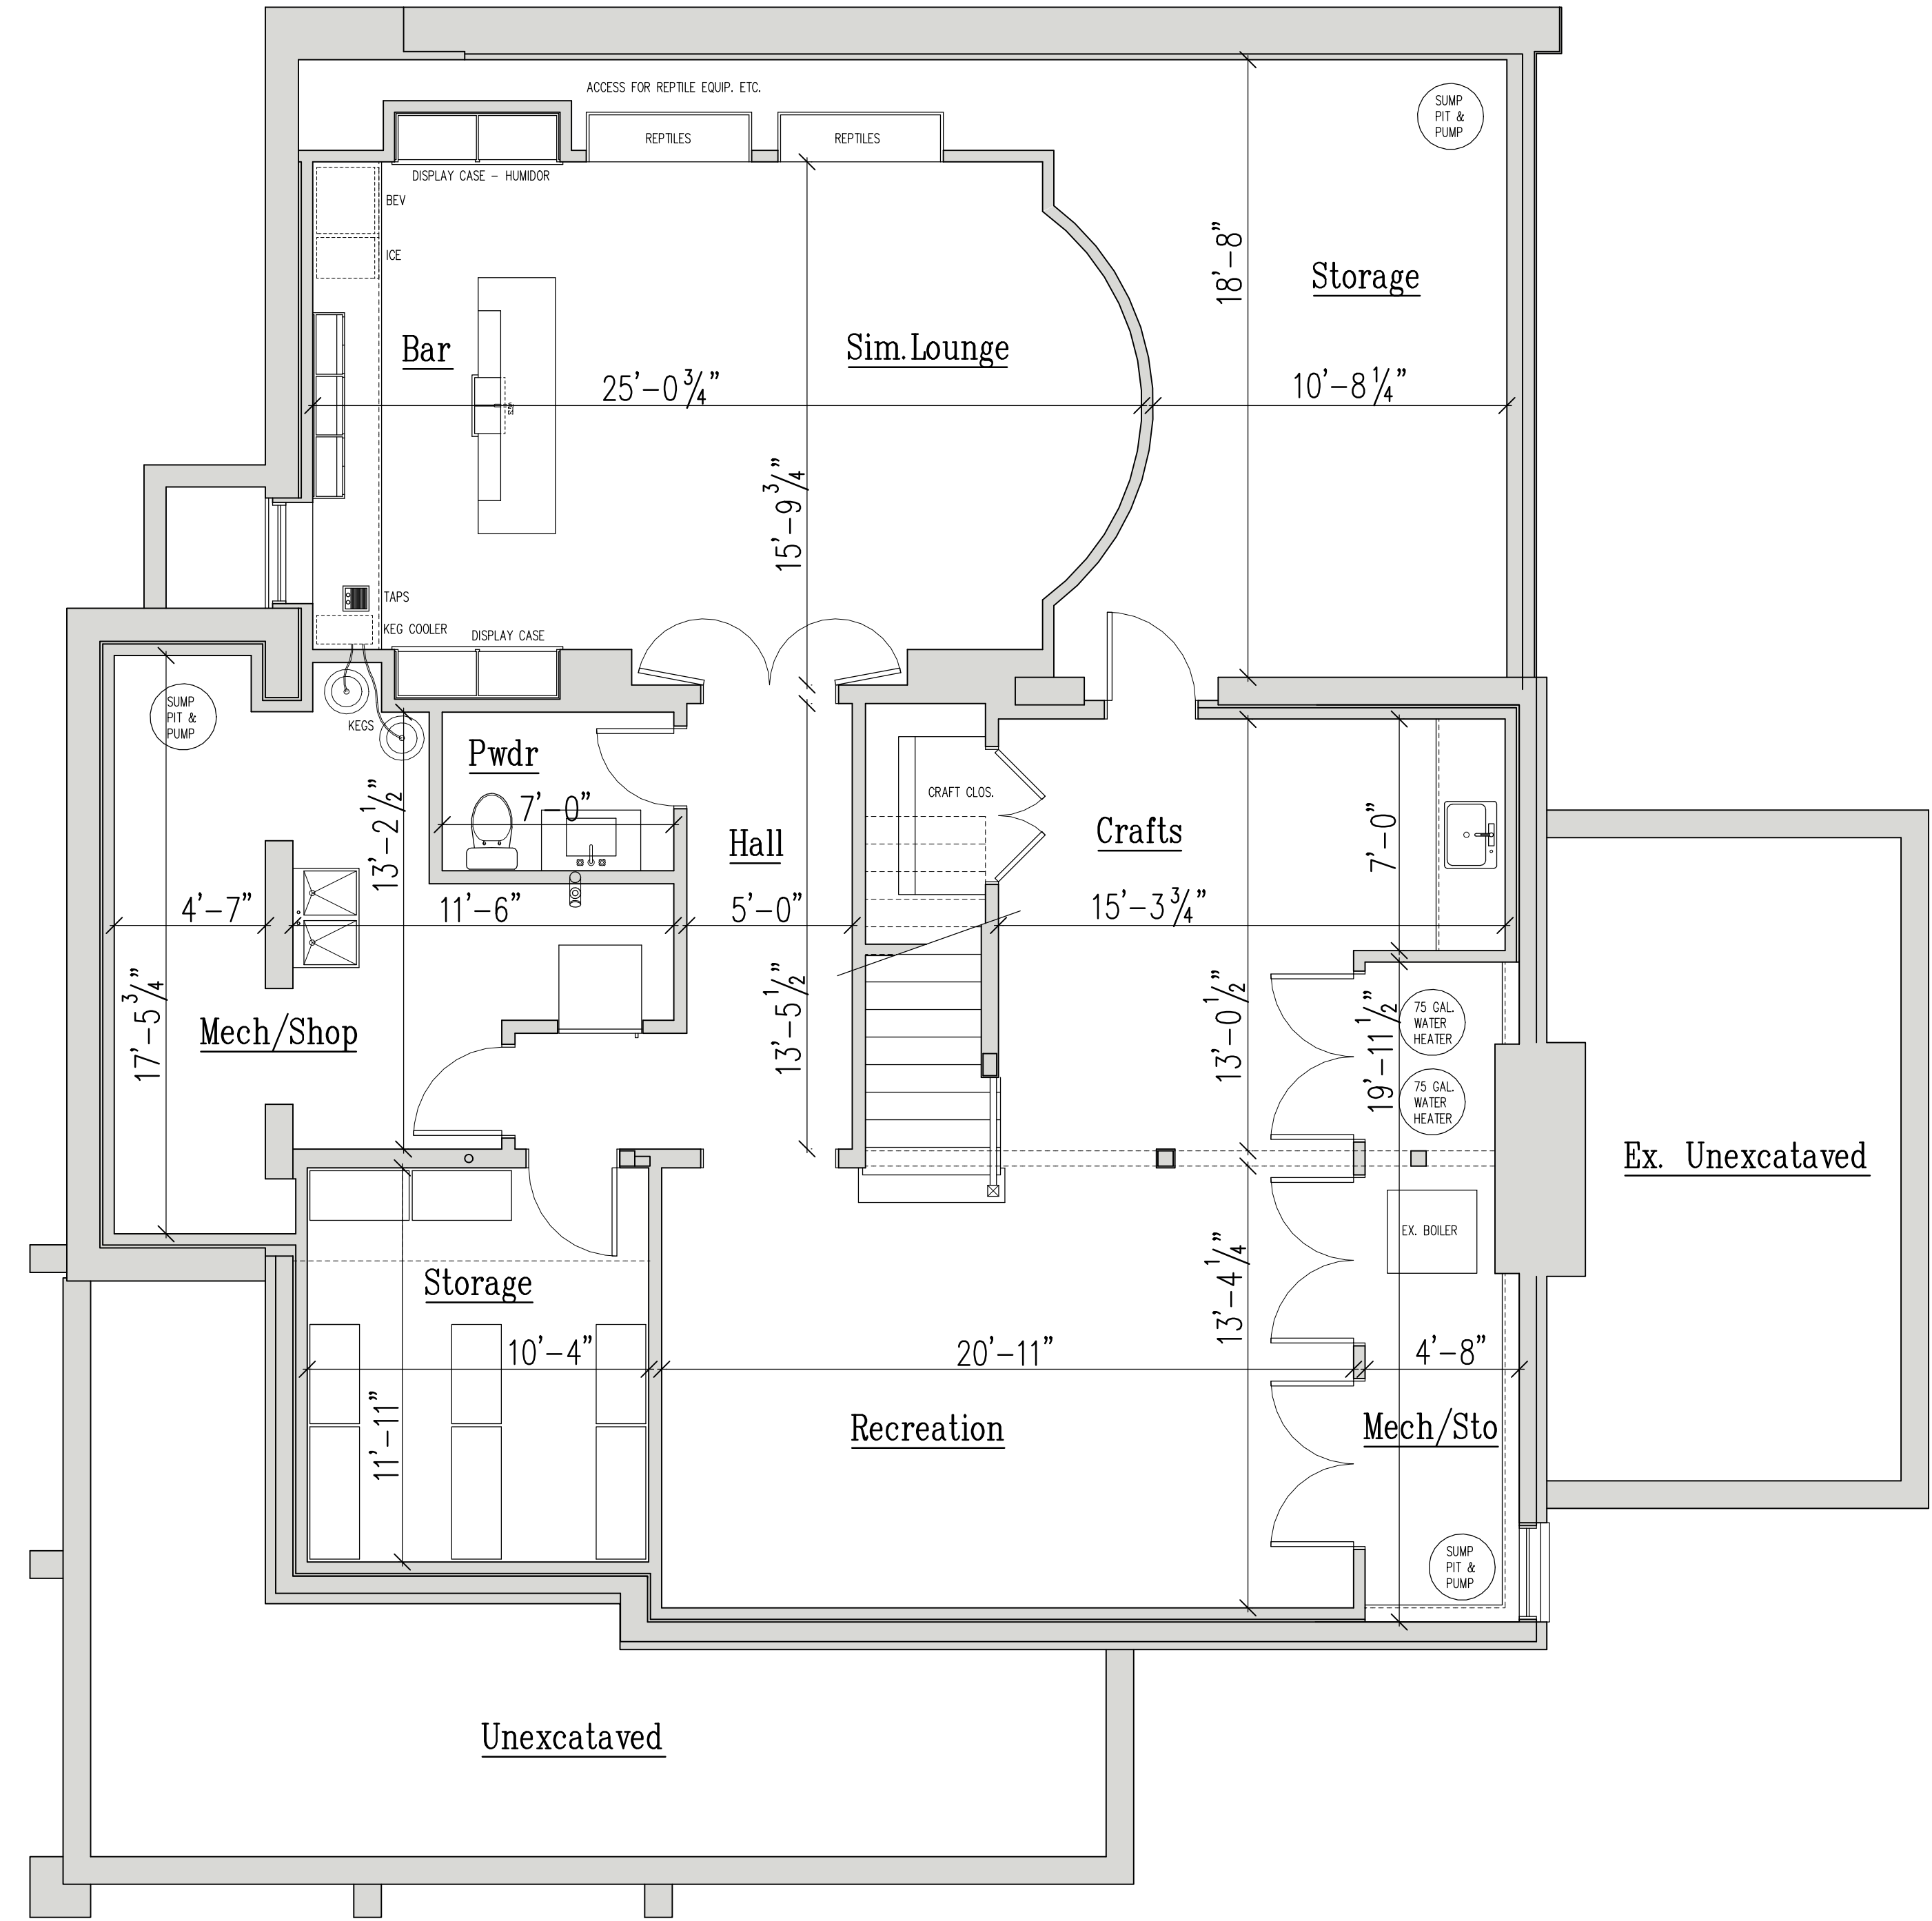 ACCESS FOR REPTILE EQUIP. ETC.
SUMP
PIT &
PUMP
REPTILES
REPTILES
DISPLAY CASE - HUMIDOR
BEV
ICE
18'-8"
Storage
Bar
Sim.Lounge
25'-0 3/4"
10'-8 1/4"
15'-9 3/4"
TAPS
KEG COOLER
DISPLAY CASE
SUMP
PIT &
PUMP
KEGS
Pwdr
7'-0"
13'-2 1/2"
CRAFT CLOS.
Hall
Crafts
7'-0"
4'-7"
11'-6"
5'-0"
15'-3 3/4"
17'-5 3/4"
Mech/Shop
13'-5 1/2"
13'-0 1/2"
19'-11 1/2"
75 GAL.
WATER
HEATER
75 GAL.
WATER
HEATER
Ex. Unexcataved
EX. BOILER
Storage
13'-4 1/4"
10'-4"
20'-11"
4'-8"
11'-11"
Recreation
Mech/Sto
SUMP
PIT &
PUMP
Unexcataved